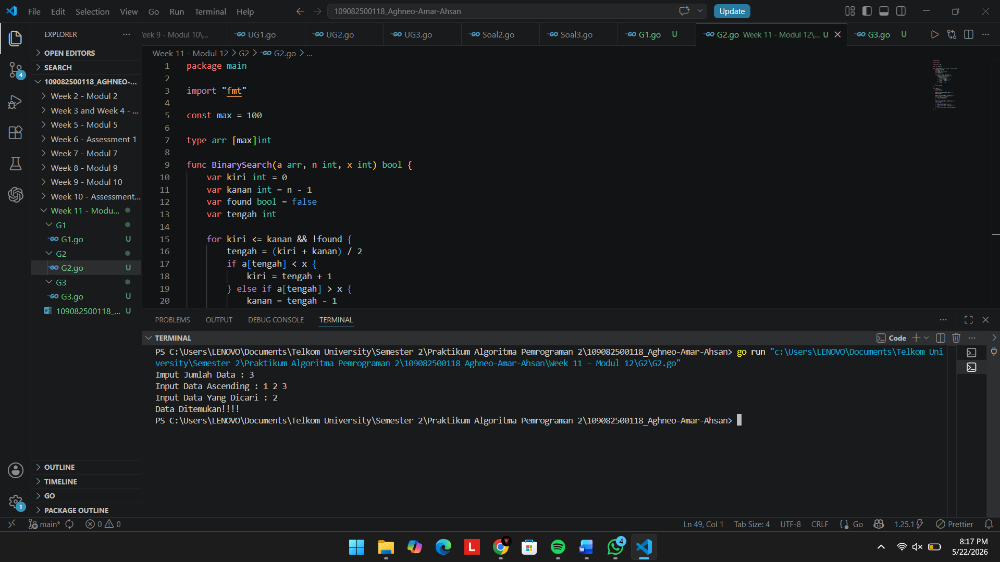 File Edit Selection View Go Run Terminal Help
109082500118_Aghneo-Amar-Ahsan
Update
EXPLORER
eek 9 - Modul 10\...
UG1.go
UG2.go
UG3.go
Soal2.go
Soal3.go
G1.go U
G2.go Week 11 - Modul 12\... U
G3.go U
OPEN EDITORS
SEARCH
109082500118_AGHNEO-...
Week 2 - Modul 2
Week 3 and Week 4 - ...
Week 5 - Modul 5
Week 6 - Assessment 1
Week 7 - Modul 7
Week 8 - Modul 9
Week 9 - Modul 10
Week 10 - Assessment...
Week 11 - Modu...
G1
G1.go U
G2
G2.go U
G3
G3.go U
109082500118_... U
OUTLINE
TIMELINE
GO
PACKAGE OUTLINE
4
1
Week 11 - Modul 12 > G2 > G2.go > ...
1 package main
2
3 import "fmt"
4
5 const max = 100
6
7 type arr [max]int
8
9 func BinarySearch(a arr, n int, x int) bool {
10 var kiri int = 0
11 var kanan int = n - 1
12 var found bool = false
13 var tengah int
14
15 for kiri <= kanan && !found {
16 tengah = (kiri + kanan) / 2
17 if a[tengah] < x {
18 kiri = tengah + 1
19 } else if a[tengah] > x {
20 kanan = tengah - 1
PROBLEMS OUTPUT DEBUG CONSOLE TERMINAL
TERMINAL
Code
PS C:\Users\LENOVO\Documents\Telkom University\Semester 2\Praktikum Algoritma Pemrograman 2\109082500118_Aghneo-Amar-Ahsan> go run "c:\Users\LENOVO\Documents\Telkom Uni
versity\Semester 2\Praktikum Algoritma Pemrograman 2\109082500118_Aghneo-Amar-Ahsan\Week 11 - Modul 12\G2\G2.go"
Imput Jumlah Data : 3
Input Data Ascending : 1 2 3
Input Data Yang Dicari : 2
Data Ditemukan!!!!
PS C:\Users\LENOVO\Documents\Telkom University\Semester 2\Praktikum Algoritma Pemrograman 2\109082500118_Aghneo-Amar-Ahsan>
main* 0 0
Ln 49, Col 1 Tab Size: 4 UTF-8 CRLF Go 1.25.1 Prettier
L
W
4
8:17 PM
5/22/2026